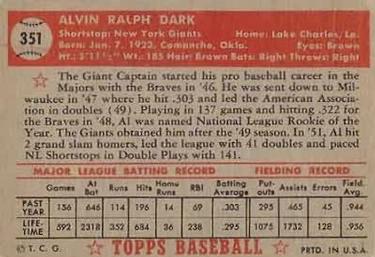 351
ALVIN RALPH DARK
Shortstop: New York Giants Home: Lake Charles, La.
Born: Jan. 7, 1922, Comanche, Okla. Eyes: Brown
Ht.: 5' 11½" Wt.: 185 Hair: Brown Bats: Right Throws: Right
The Giant Captain started his pro baseball career in the
Majors with the Braves in '46. He was sent down to Mil-
waukee in '47 where he hit .303 and led the American Associa-
tion in doubles (49). Playing in 137 games and hitting .322 for
the Braves in '48, Al was named National League Rookie of the
Year. The Giants obtained him after the '49 season. In '51, Al hit
2 grand slam homers, led the league with 41 doubles and paced
NL Shortstops in Double Plays with 141.
MAJOR LEAGUE BATTING RECORD FIELDING RECORD
Games At Bat Runs Hits Home Runs RBI Batting Average Put-outs Assists Errors Field. Avg.
PAST YEAR 156 646 114 196 14 69 .303 295 465 45 .944
LIFE-TIME 592 2318 352 684 36 238 .295 1075 1732 128 .956
© T. C. G. TOPPS BASEBALL PRTD. IN U.S.A.